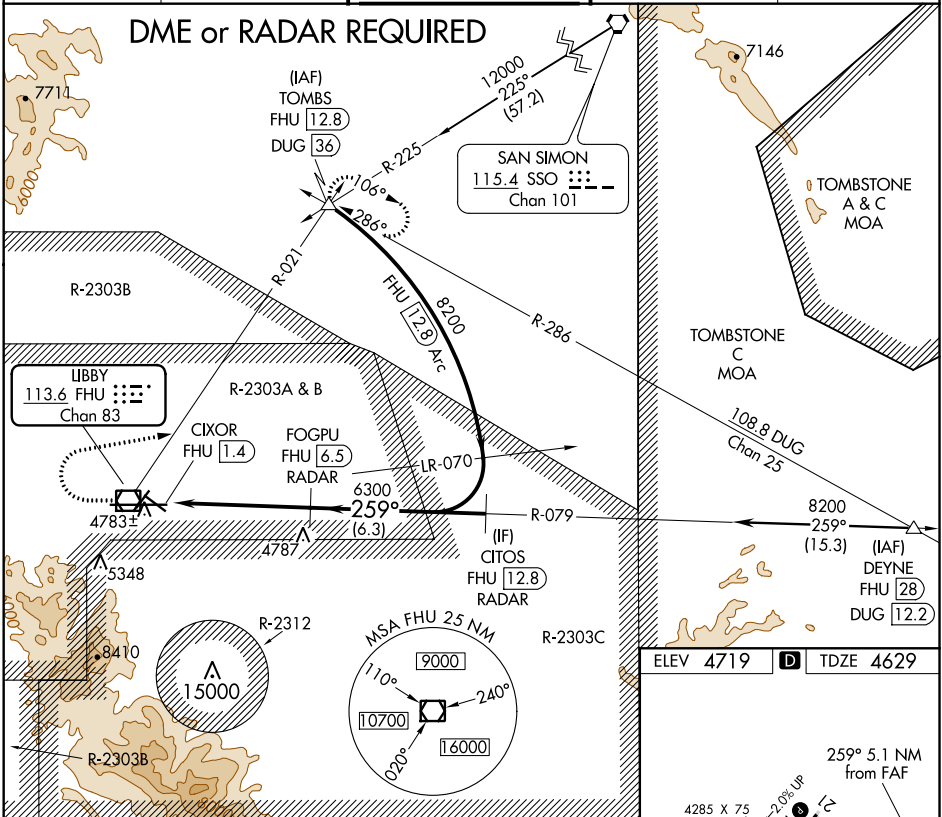 DME or RADAR REQUIRED
7711
6000
(IAF)
TOMBS
FHU 12.8
DUG 36
12000
225°
(57.2)
R-225
SAN SIMON
115.4 SSO
Chan 101
7146
TOMBSTONE
A & C
MOA
106°
286°
R-021
R-2303B
FHU 12.8 Arc
8200
R-286
TOMBSTONE
C
MOA
LIBBY
113.6 FHU
Chan 83
R-2303A & B
CIXOR
FHU 1.4
FOGPU
FHU 6.5
RADAR
LR-070
108.8 DUG
Chan 25
6300
259°
(6.3)
R-079
8200
259°
(15.3)
4783±
4787
5348
(IF)
CITOS
FHU 12.8
RADAR
(IAF)
DEYNE
FHU 28
DUG 12.2
R-2312
8410
15000
MSA FHU 25 NM
9000
110°
240°
10700
16000
020°
R-2303C
R-2303B
ELEV 4719
D
TDZE 4629
259° 5.1 NM
from FAF
4285 X 75
2.0% UP
P
21